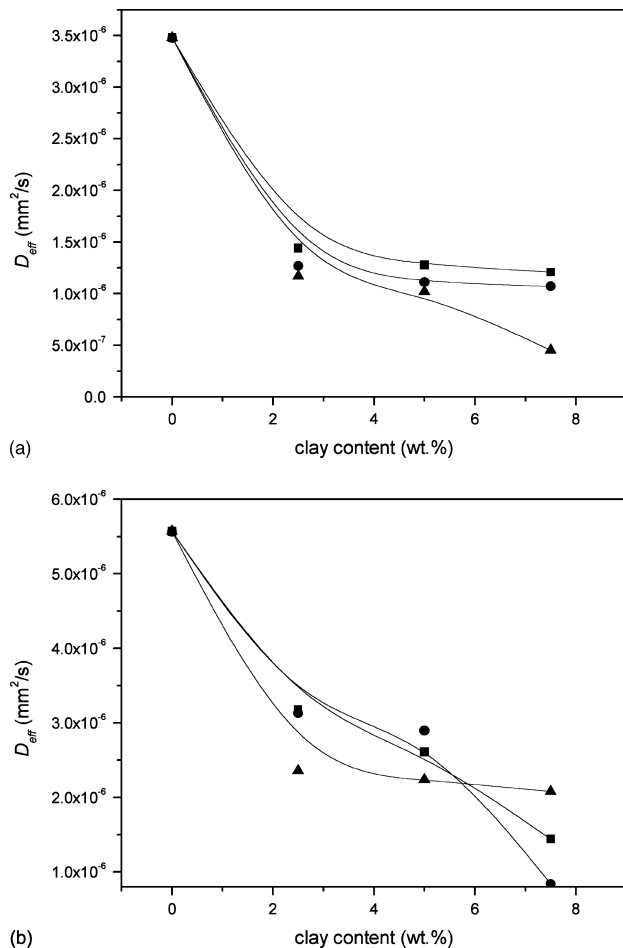 3.5x10⁻⁶
3.0x10⁻⁶
2.5x10⁻⁶
2.0x10⁻⁶
1.5x10⁻⁶
1.0x10⁻⁶
5.0x10⁻⁷
0.0
D_eff (mm²/s)
0 2 4 6 8
clay content (wt.%)
(a)
6.0x10⁻⁶
5.0x10⁻⁶
4.0x10⁻⁶
3.0x10⁻⁶
2.0x10⁻⁶
1.0x10⁻⁶
D_eff (mm²/s)
0 2 4 6 8
clay content (wt.%)
(b)